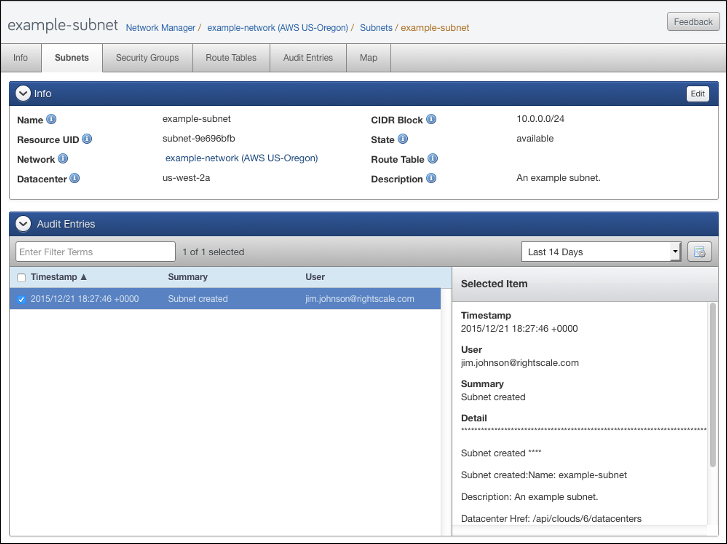 example-subnet Network Manager / example-network (AWS US-Oregon) / Subnets / example-subnet Feedback
Info Subnets Security Groups Route Tables Audit Entries Map
Info Edit
Name example-subnet CIDR Block 10.0.0.0/24
Resource UID subnet-9e696bfb State available
Network example-network (AWS US-Oregon) Route Table
Datacenter us-west-2a Description An example subnet.
Audit Entries
Enter Filter Terms 1 of 1 selected Last 14 Days
Timestamp ▲ Summary User
2015/12/21 18:27:46 +0000 Subnet created jim.johnson@rightscale.com
Selected Item
Timestamp
2015/12/21 18:27:46 +0000
User
jim.johnson@rightscale.com
Summary
Subnet created
Detail
Subnet created ****
Subnet created:Name: example-subnet
Description: An example subnet.
Datacenter Href: /api/clouds/6/datacenters